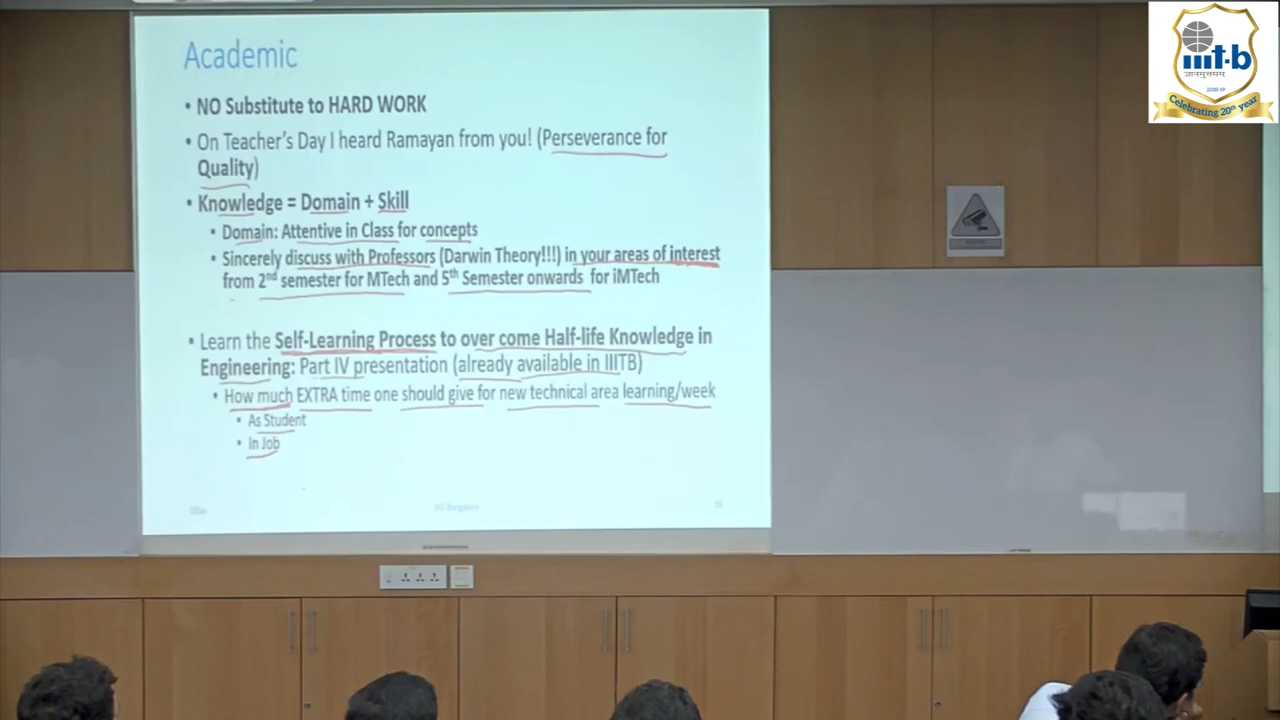 Academic
• NO Substitute to HARD WORK
• On Teacher's Day I heard Ramayan from you! (Perseverance for
Quality)
• Knowledge = Domain + Skill
• Domain: Attentive in Class for concepts
• Sincerely discuss with Professors (Darwin Theory!!!) in your areas of interest
from 2nd semester for MTech and 5th Semester onwards for iMTech
• Learn the Self-Learning Process to over come Half-life Knowledge in
Engineering: Part IV presentation (already available in IIITB)
• How much EXTRA time one should give for new technical area learning/week
• As Student
• In Job
iiit-b
ज्ञानमुत्तमम्
2018-19
Celebrating 20th year